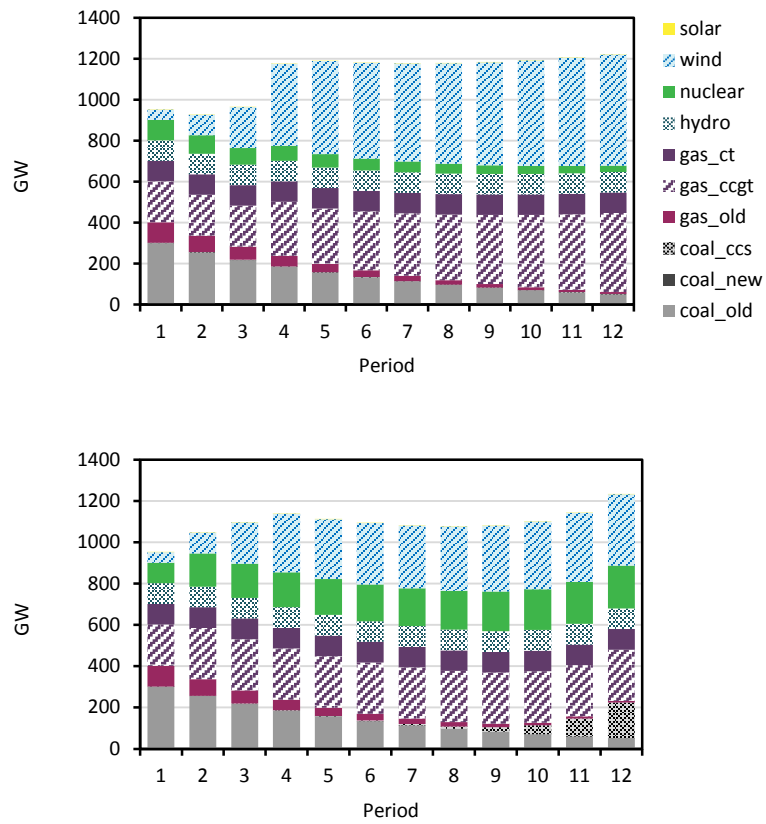 1400
1200
1000
800
600
400
200
0
GW
1 2 3 4 5 6 7 8 9 10 11 12
Period
solar
wind
nuclear
hydro
gas_ct
gas_ccgt
gas_old
coal_ccs
coal_new
coal_old
1400
1200
1000
800
600
400
200
0
GW
1 2 3 4 5 6 7 8 9 10 11 12
Period